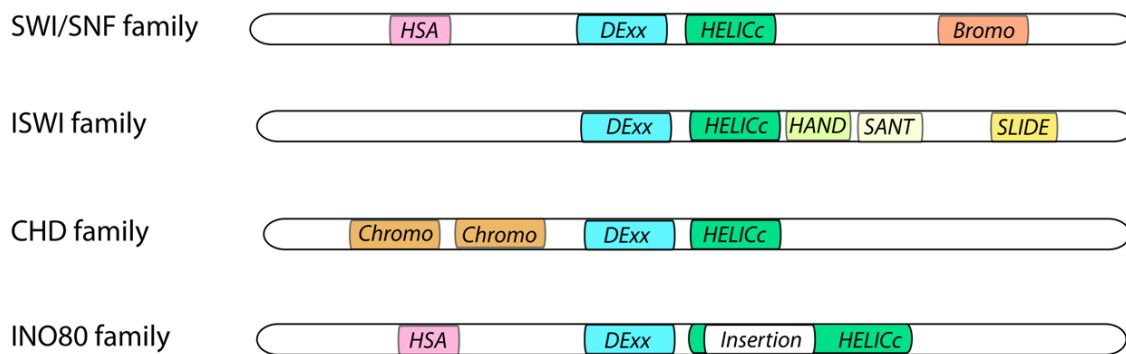 SWI/SNF family HSA DExx HELICc Bromo
ISWI family DExx HELICc HAND SANT SLIDE
CHD family Chromo Chromo DExx HELICc
INO80 family HSA DExx Insertion HELICc